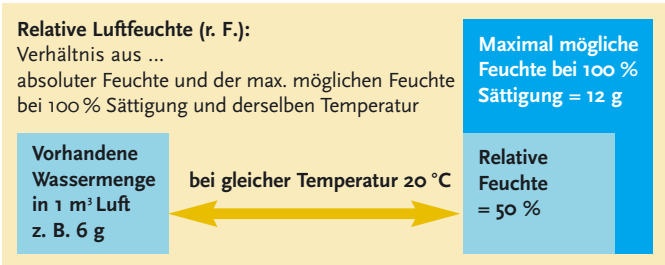 Relative Luftfeuchte (r. F.):
Verhältnis aus ...
absoluter Feuchte und der max. möglichen Feuchte
bei 100 % Sättigung und derselben Temperatur
Maximal mögliche
Feuchte bei 100 %
Sättigung = 12 g
Vorhandene
Wassermenge
in 1 m³ Luft
z. B. 6 g
bei gleicher Temperatur 20 °C
Relative
Feuchte
= 50 %